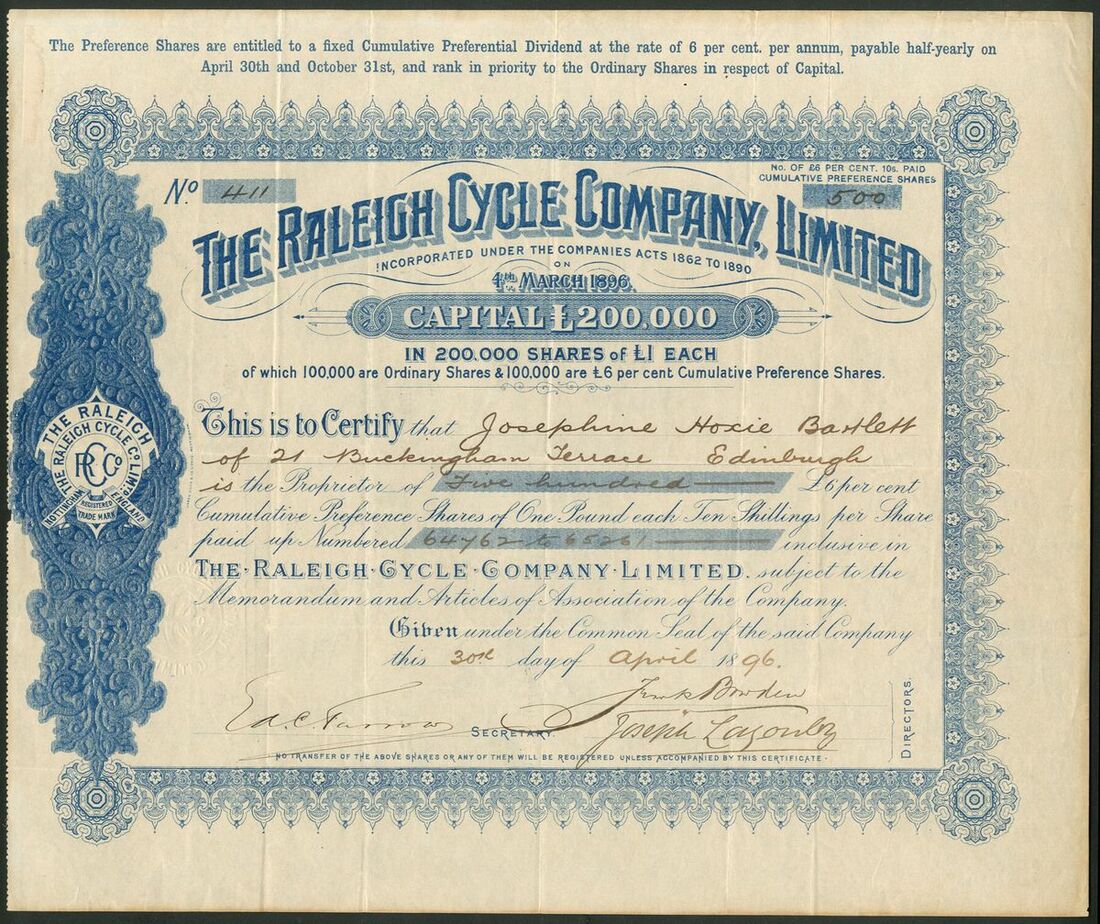 The Preference Shares are entitled to a fixed Cumulative Preferential Dividend at the rate of 6 per cent. per annum, payable half-yearly on
April 30th and October 31st, and rank in priority to the Ordinary Shares in respect of Capital.
No. 411
No. OF £6 PER CENT. 10s. PAID
CUMULATIVE PREFERENCE SHARES
500
THE RALEIGH CYCLE COMPANY, LIMITED
INCORPORATED UNDER THE COMPANIES ACTS 1862 TO 1890
ON
4th MARCH 1896.
CAPITAL £200,000
IN 200,000 SHARES of £1 EACH
of which 100,000 are Ordinary Shares & 100,000 are £6 per cent Cumulative Preference Shares.
THE RALEIGH
THE RALEIGH CYCLE Co LIMD.
RCCo
NOTTINGHAM ENGLAND
REGISTERED
TRADE MARK
This is to Certify that Josephine Hoxie Bartlett
of 21 Buckingham Terrace Edinburgh
is the Proprietor of Five hundred £6 per cent
Cumulative Preference Shares of One Pound each Ten Shillings per Share
paid up Numbered 64762 to 65261 inclusive in
THE RALEIGH CYCLE COMPANY LIMITED. subject to the
Memorandum and Articles of Association of the Company.
Given under the Common Seal of the said Company
this 30th day of April 1896.
Frank Bowden
SECRETARY.
Joseph
DIRECTORS.
NO TRANSFER OF THE ABOVE SHARES OR ANY OF THEM WILL BE REGISTERED UNLESS ACCOMPANIED BY THIS CERTIFICATE.